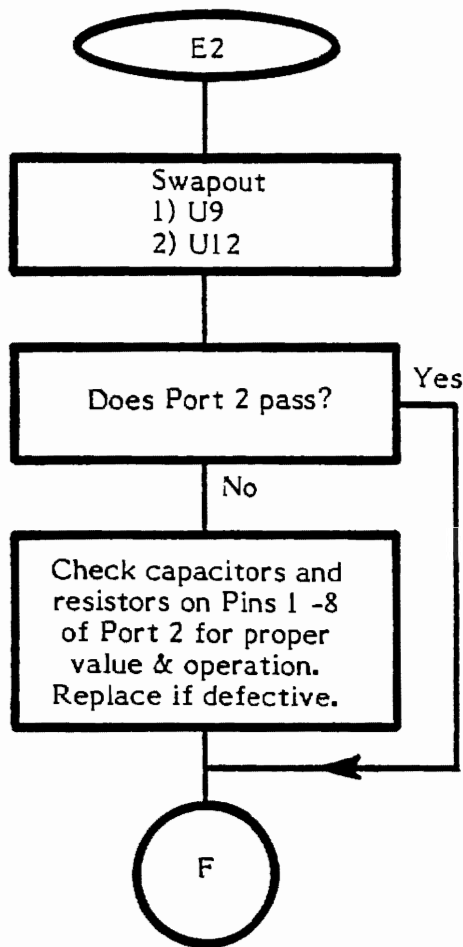 E2
Swapout
1) U9
2) U12
Does Port 2 pass?
Yes
No
Check capacitors and
resistors on Pins 1 -8
of Port 2 for proper
value & operation.
Replace if defective.
F